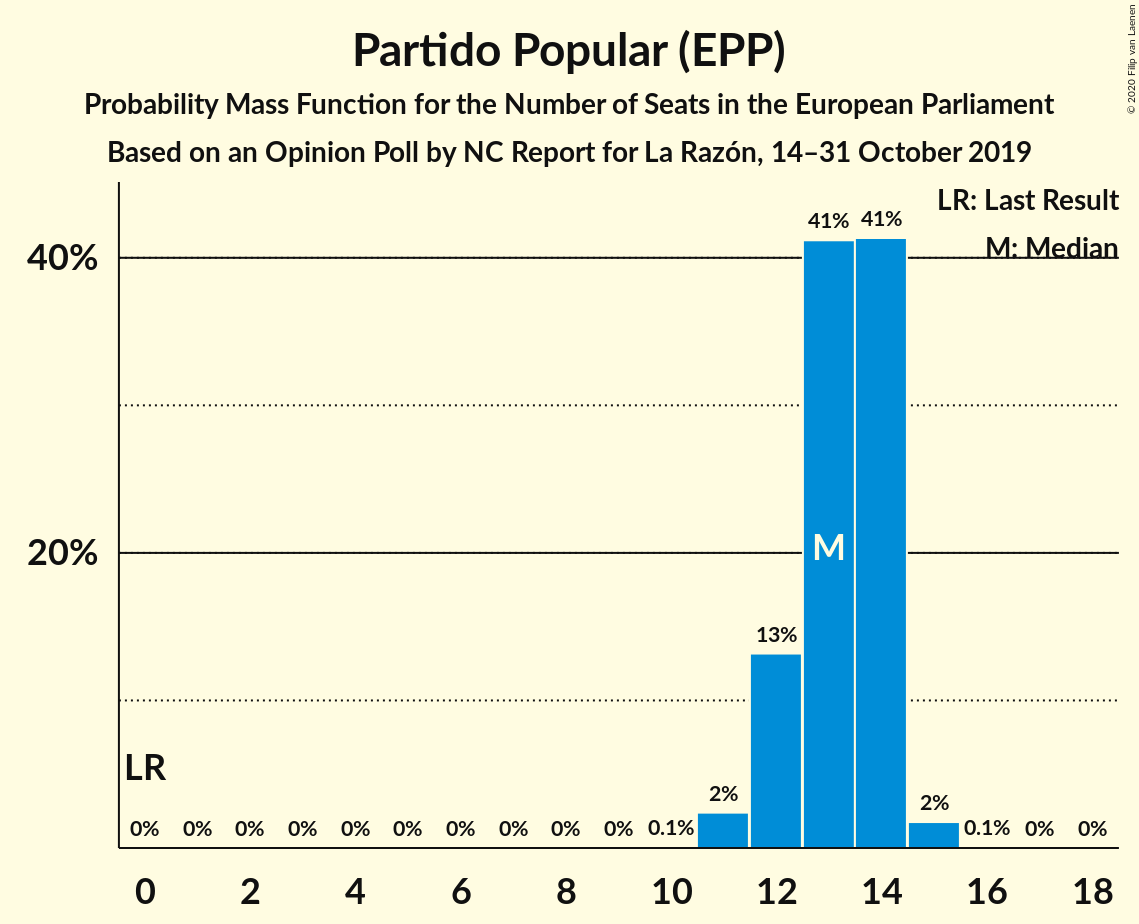 © 2020 Filip van Laenen
Partido Popular (EPP)
Probability Mass Function for the Number of Seats in the European Parliament
Based on an Opinion Poll by NC Report for La Razón, 14–31 October 2019
LR: Last Result
M: Median
41% 41%
40%
20%
M
13%
LR
2% 2%
0% 0% 0% 0% 0% 0% 0% 0% 0% 0% 0.1% 0.1% 0% 0%
0 2 4 6 8 10 12 14 16 18